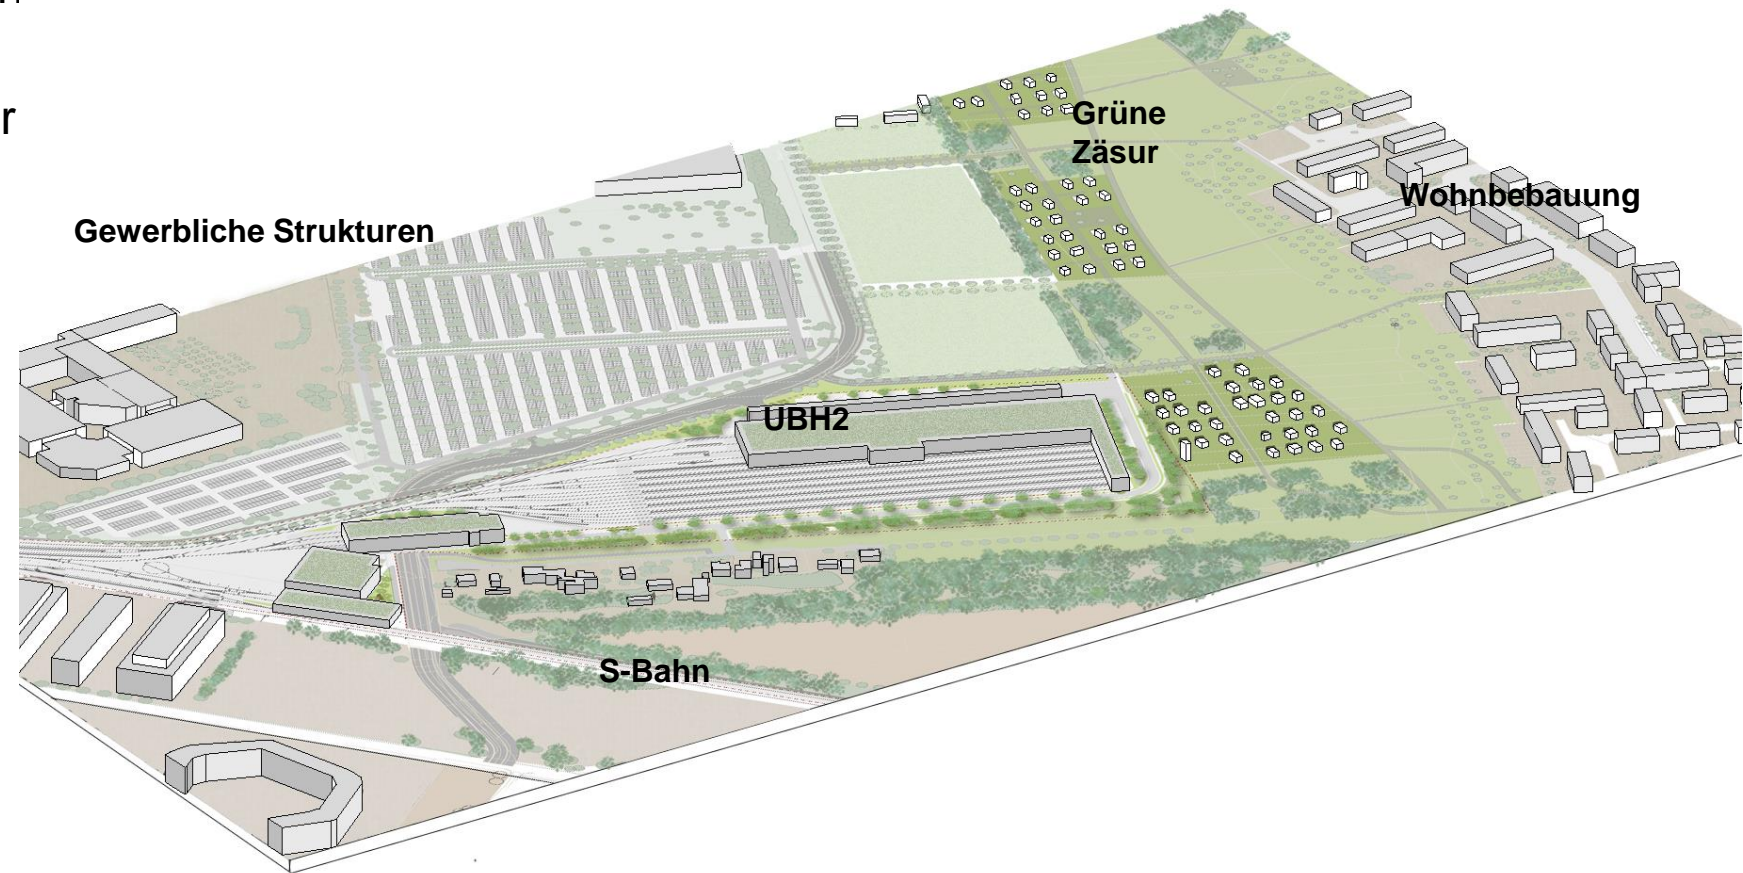 r
Grüne
Zäsur
Wohnbebauung
Gewerbliche Strukturen
UBH2
S-Bahn